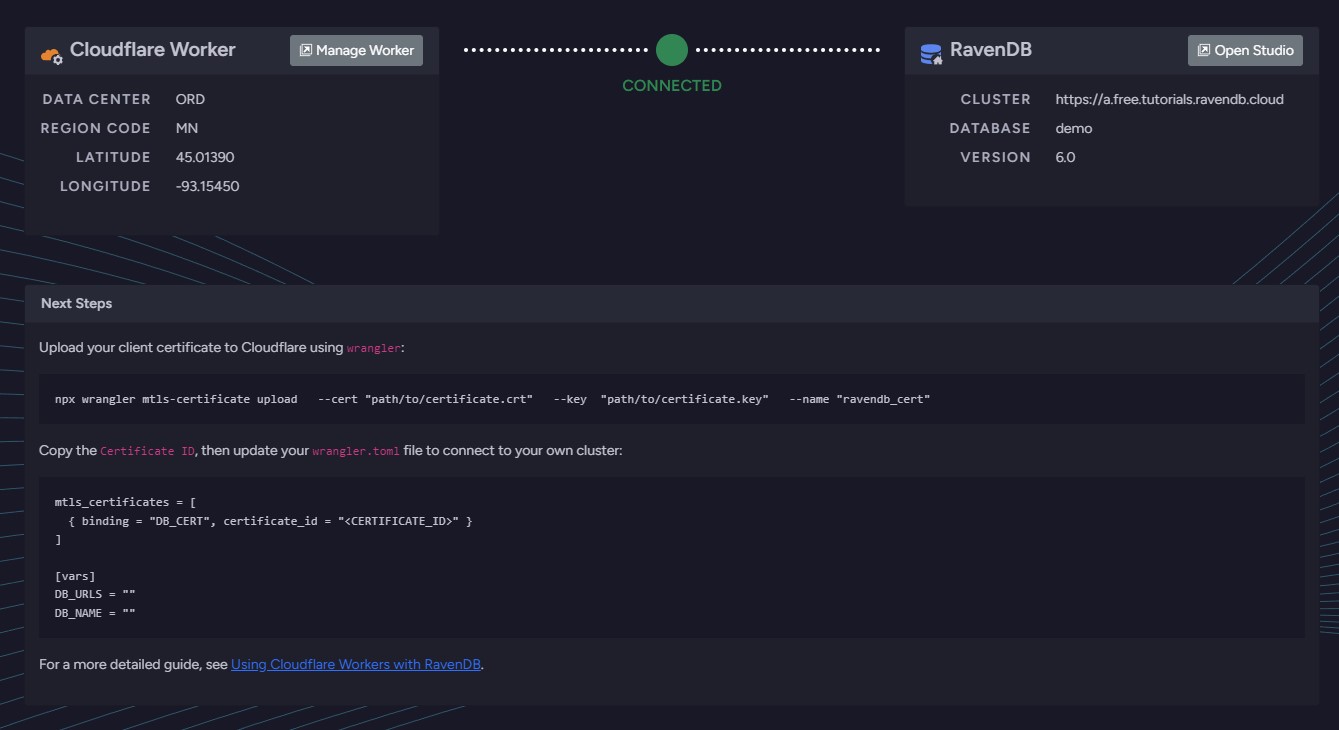 Cloudflare Worker
Manage Worker
DATA CENTER ORD
REGION CODE MN
LATITUDE 45.01390
LONGITUDE -93.15450
CONNECTED
RavenDB
Open Studio
CLUSTER https://a.free.tutorials.ravendb.cloud
DATABASE demo
VERSION 6.0
Next Steps
Upload your client certificate to Cloudflare using wrangler:
npx wrangler mtls-certificate upload   --cert "path/to/certificate.crt"   --key  "path/to/certificate.key"   --name "ravendb_cert"
Copy the Certificate ID, then update your wrangler.toml file to connect to your own cluster:
mtls_certificates = [
  { binding = "DB_CERT", certificate_id = "<CERTIFICATE_ID>" }
]
[vars]
DB_URLS = ""
DB_NAME = ""
For a more detailed guide, see Using Cloudflare Workers with RavenDB.